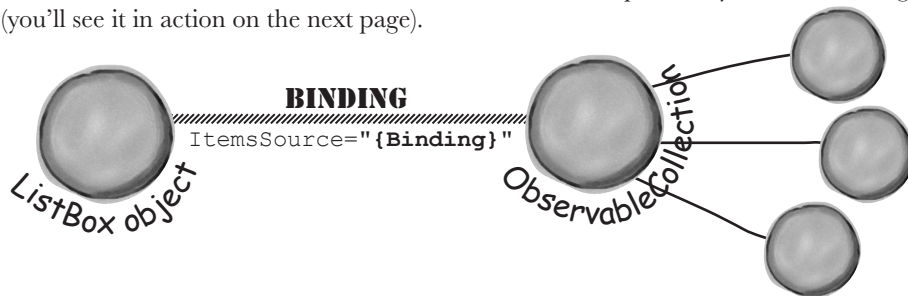 (you'll see it in action on the next page).
BINDING
ItemsSource="{Binding}"
ListBox object
ObservableCollection